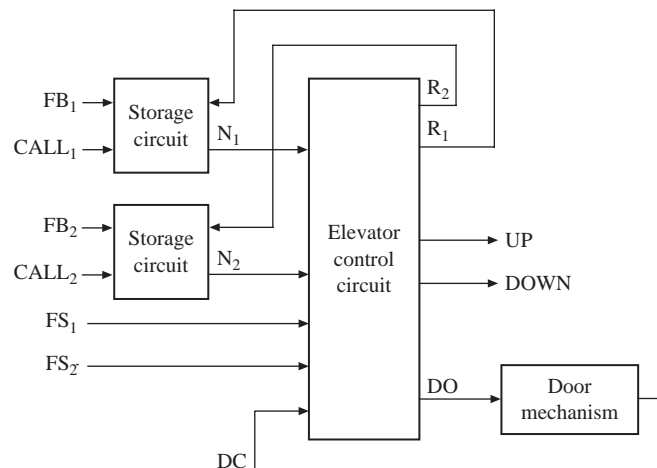 R₂
FB₁
Storage
circuit
R₁
CALL₁
N₁
FB₂
Storage
circuit
Elevator
control
circuit
UP
CALL₂
N₂
DOWN
FS₁
FS₂
DO
Door
mechanism
DC